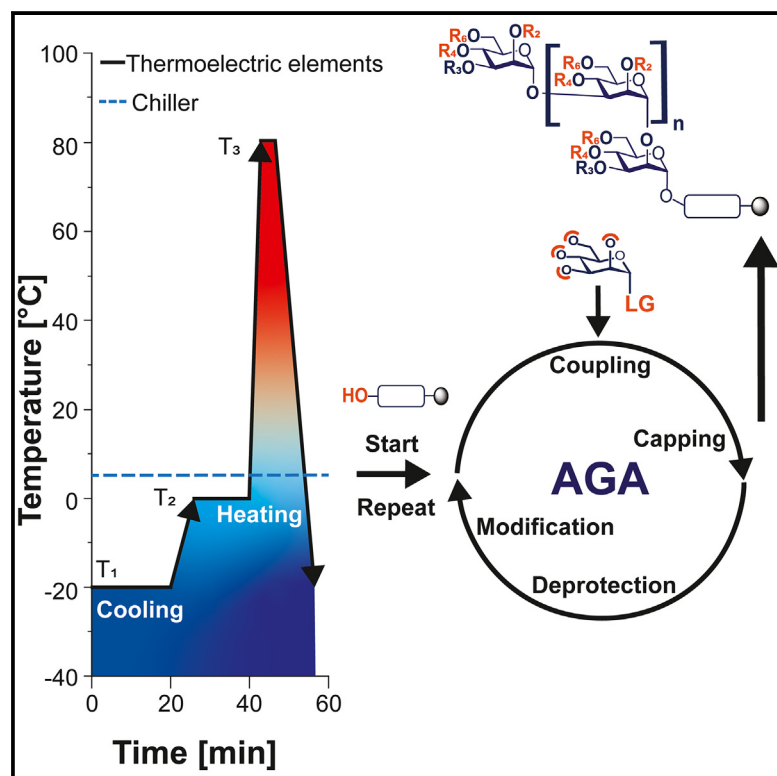 100
Thermoelectric elements
Chiller
80
60
40
20
0
-20
-40
Temperature [°C]
T₁
T₂
T₃
Cooling
Heating
0 20 40 60
Time [min]
R₆O OR₂
R₄O
R₃O
O
O
R₆O OR₂
R₄O
O
O
n
R₆O O
R₄O
R₃O
O
O
O O
O
O
O
LG
HO
Start
Repeat
Coupling
Capping
AGA
Modification
Deprotection